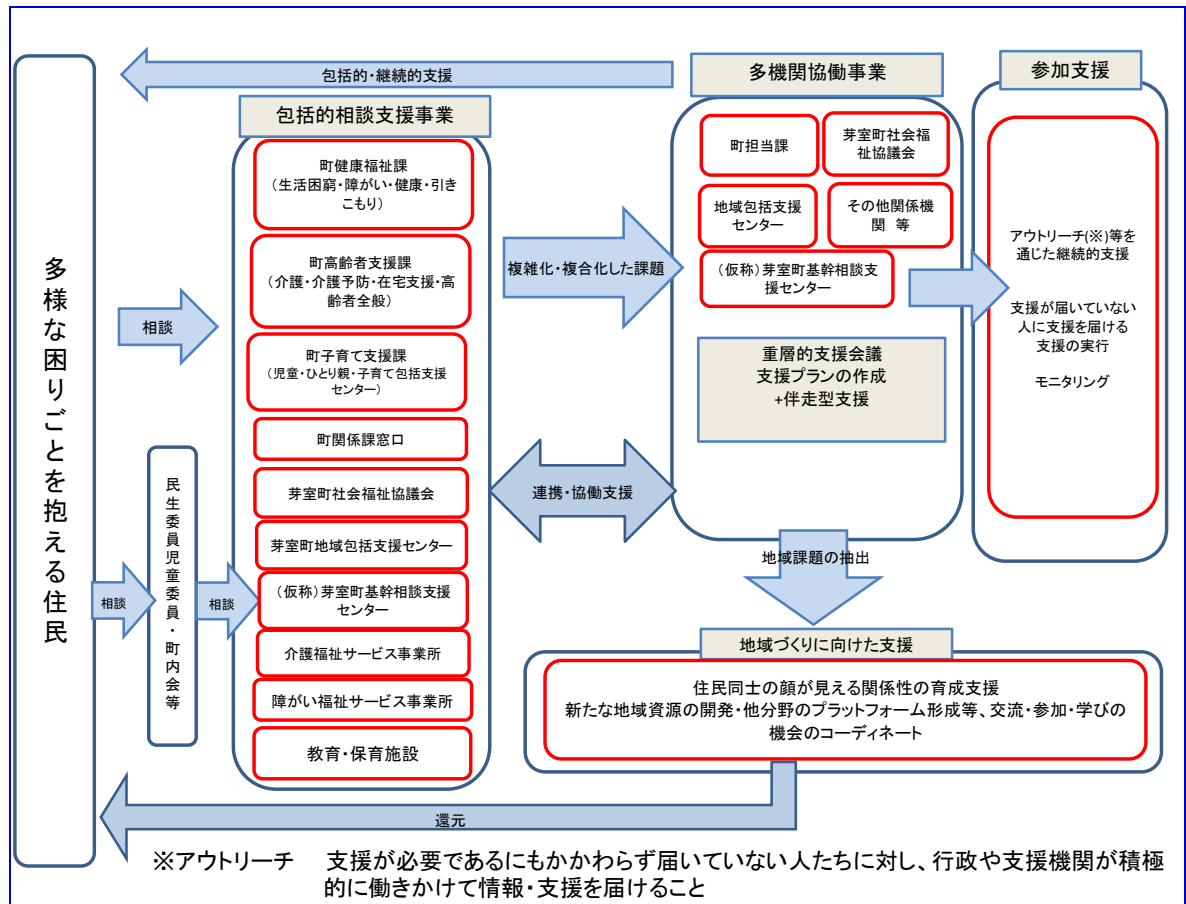 包括的・継続的支援
多様な困りごとを抱える住民
相談
相談
民生委員児童委員・町内会等
相談
包括的相談支援事業
町健康福祉課
（生活困窮・障がい・健康・引き
こもり）
町高齢者支援課
（介護・介護予防・在宅支援・高
齢者全般）
町子育て支援課
（児童・ひとり親・子育て包括支援
センター）
町関係課窓口
芽室町社会福祉協議会
芽室町地域包括支援センター
（仮称）芽室町基幹相談支援
センター
介護福祉サービス事業所
障がい福祉サービス事業所
教育・保育施設
複雑化・複合化した課題
連携・協働支援
多機関協働事業
町担当課
芽室町社会福
祉協議会
地域包括支援
センター
その他関係機
関 等
（仮称）芽室町基幹相談支
援センター
重層的支援会議
支援プランの作成
+伴走型支援
参加支援
アウトリーチ(※)等を
通じた継続的支援
支援が届いていない
人に支援を届ける
支援の実行
モニタリング
地域課題の抽出
地域づくりに向けた支援
住民同士の顔が見える関係性の育成支援
新たな地域資源の開発・他分野のプラットフォーム形成等、交流・参加・学びの
機会のコーディネート
還元
※アウトリーチ　支援が必要であるにもかかわらず届いていない人たちに対し、行政や支援機関が積極
的に働きかけて情報・支援を届けること